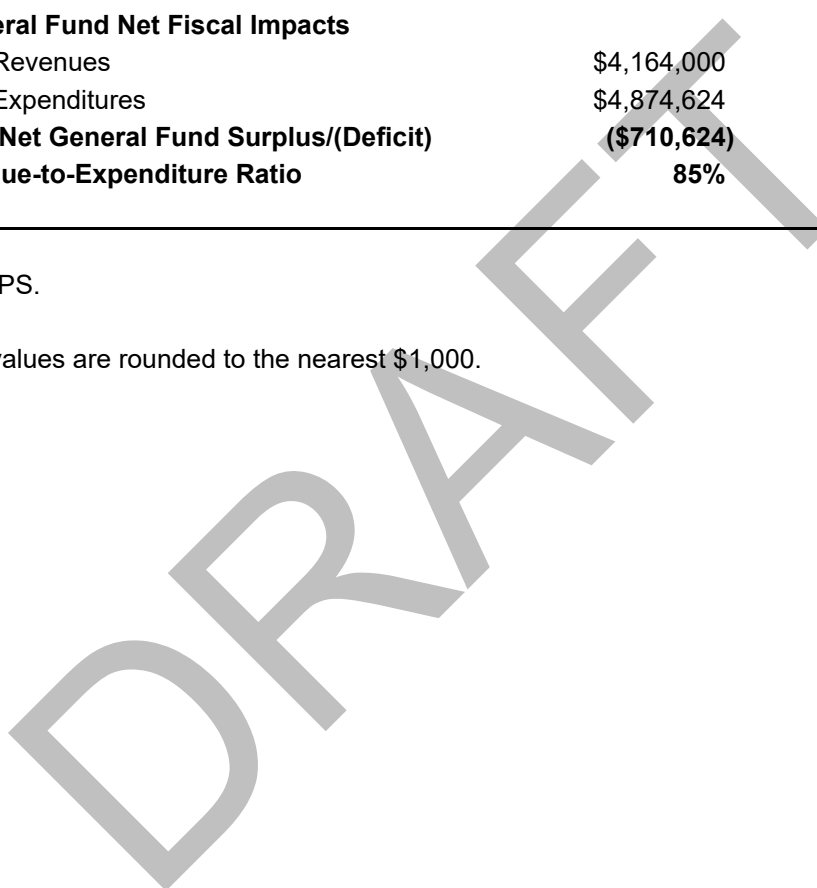 eral Fund Net Fiscal Impacts
Revenues $4,164,000
Expenditures $4,874,624
Net General Fund Surplus/(Deficit) ($710,624)
ue-to-Expenditure Ratio 85%
PS.
values are rounded to the nearest $1,000.
DRAFT